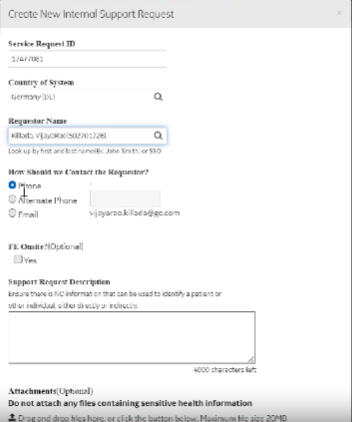 Create New Internal Support Request
×
Service Request ID
17477081
Country of System
Germany (DE)
Requestor Name
Killada, Vijayarao(502701728)
Look up by first and last name(Ex. John Smith, or SSO
How Should we Contact the Requestor?
Phone
-
Alternate Phone
Email
vijayarao.killada@ge.com
FE Onsite?(Optional)
Yes
Support Request Description
Ensure there is NO information that can be used to identify a patient or
other individual, either directly or indirectly.
4000 characters left
Attachments(Optional)
Do not attach any files containing sensitive health information
Drag and drop files here, or click the button below. Maximum file size 20MB